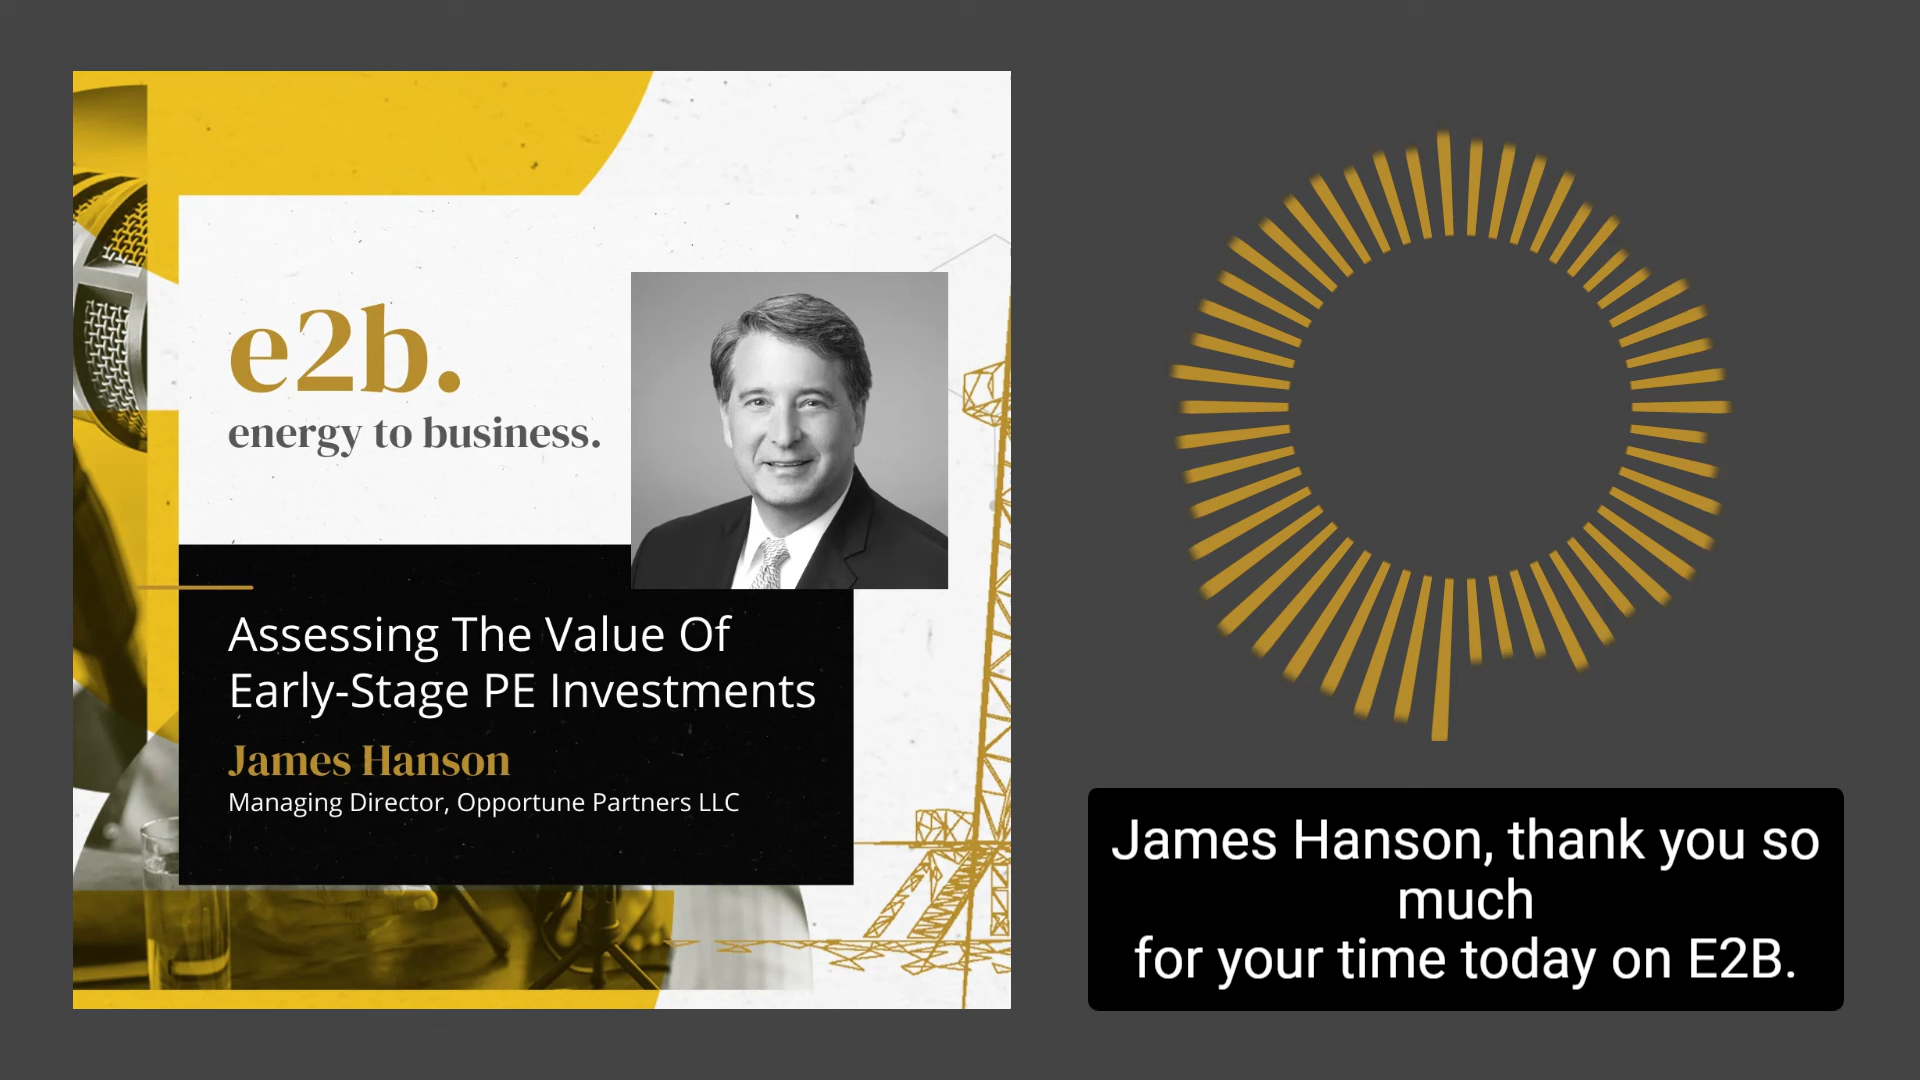 e2b.
energy to business.
Assessing The Value Of
Early-Stage PE Investments
James Hanson
Managing Director, Opportune Partners LLC
James Hanson, thank you so
much
for your time today on E2B.